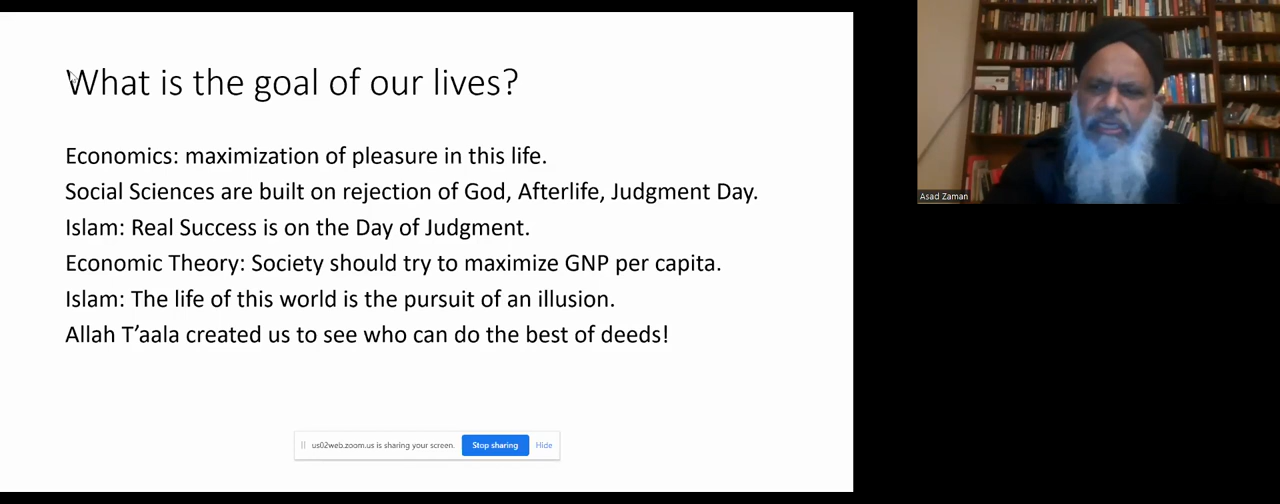 What is the goal of our lives?
Economics: maximization of pleasure in this life.
Social Sciences are built on rejection of God, Afterlife, Judgment Day.
Islam: Real Success is on the Day of Judgment.
Economic Theory: Society should try to maximize GNP per capita.
Islam: The life of this world is the pursuit of an illusion.
Allah T’aala created us to see who can do the best of deeds!
us02web.zoom.us is sharing your screen. Stop sharing Hide
Asad Zaman